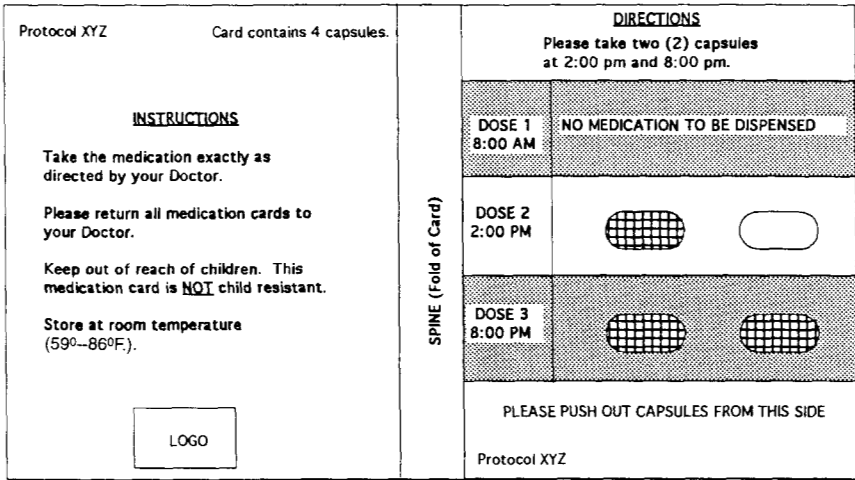 Protocol XYZ
Card contains 4 capsules.
INSTRUCTIONS
Take the medication exactly as
directed by your Doctor.
Please return all medication cards to
your Doctor.
Keep out of reach of children. This
medication card is NOT child resistant.
Store at room temperature
(59º–86ºF.).
LOGO
SPINE (Fold of Card)
DIRECTIONS
Please take two (2) capsules
at 2:00 pm and 8:00 pm.
DOSE 1
8:00 AM
NO MEDICATION TO BE DISPENSED
DOSE 2
2:00 PM
DOSE 3
8:00 PM
PLEASE PUSH OUT CAPSULES FROM THIS SIDE
Protocol XYZ